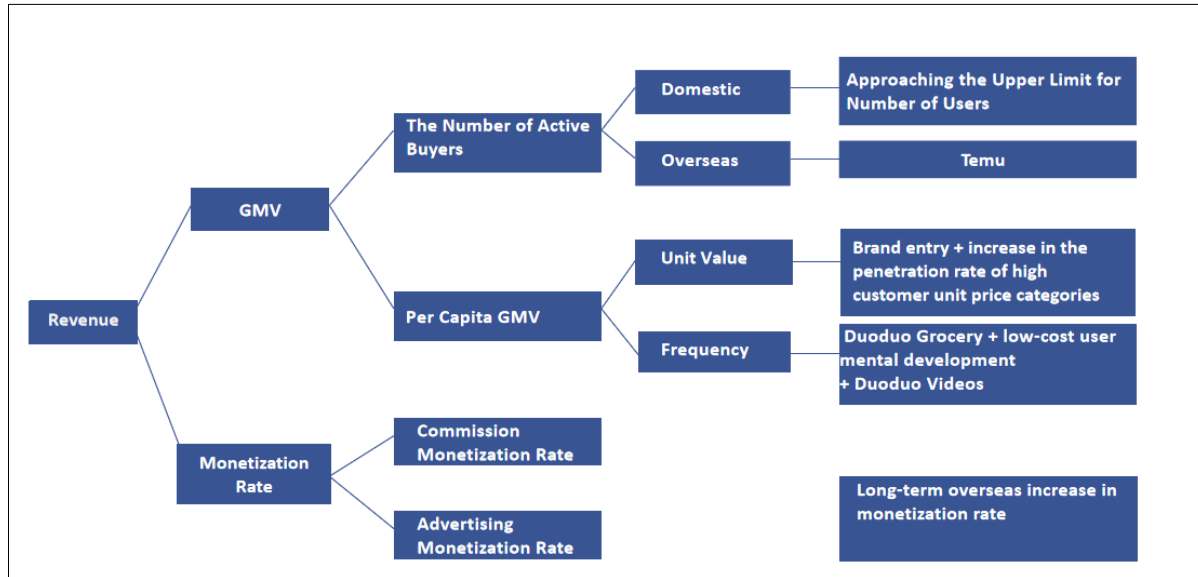 Revenue
GMV
Monetization
Rate
The Number of Active
Buyers
Per Capita GMV
Commission
Monetization Rate
Advertising
Monetization Rate
Domestic
Overseas
Unit Value
Frequency
Approaching the Upper Limit for
Number of Users
Temu
Brand entry + increase in the
penetration rate of high
customer unit price categories
Duoduo Grocery + low-cost user
mental development
+ Duoduo Videos
Long-term overseas increase in
monetization rate